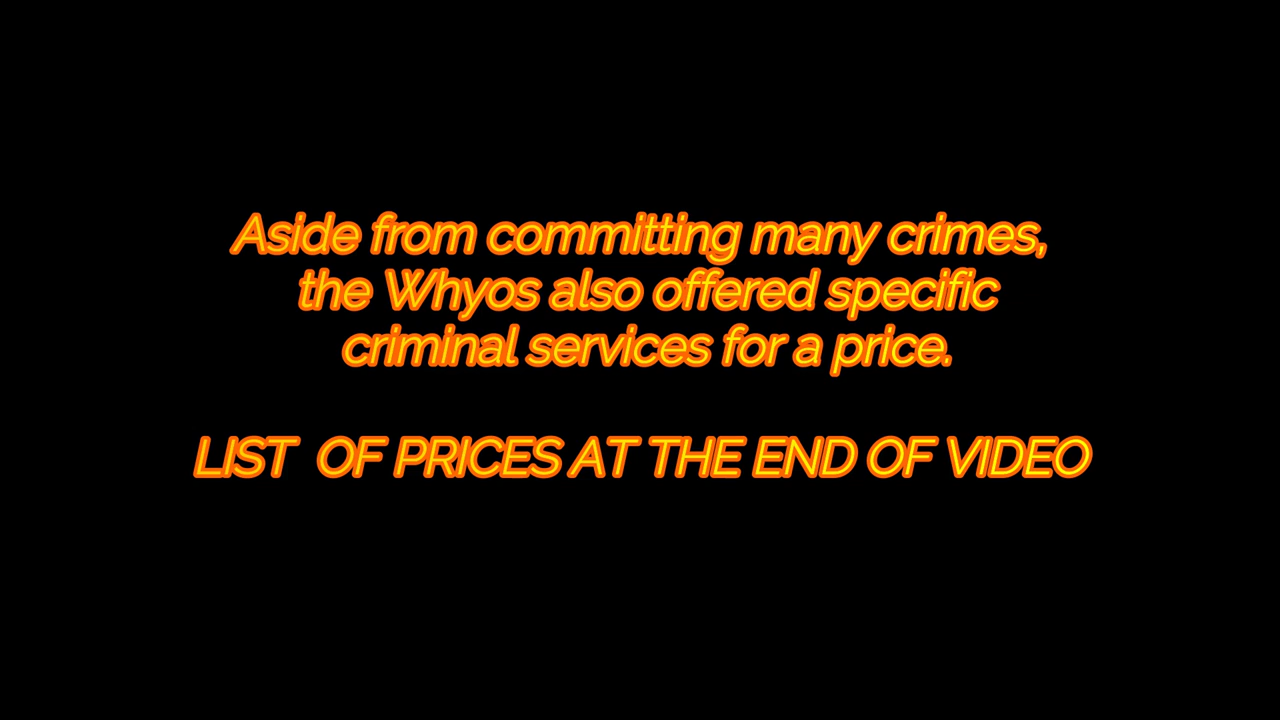 Aside from committing many crimes,
the Whyos also offered specific
criminal services for a price.
LIST OF PRICES AT THE END OF VIDEO